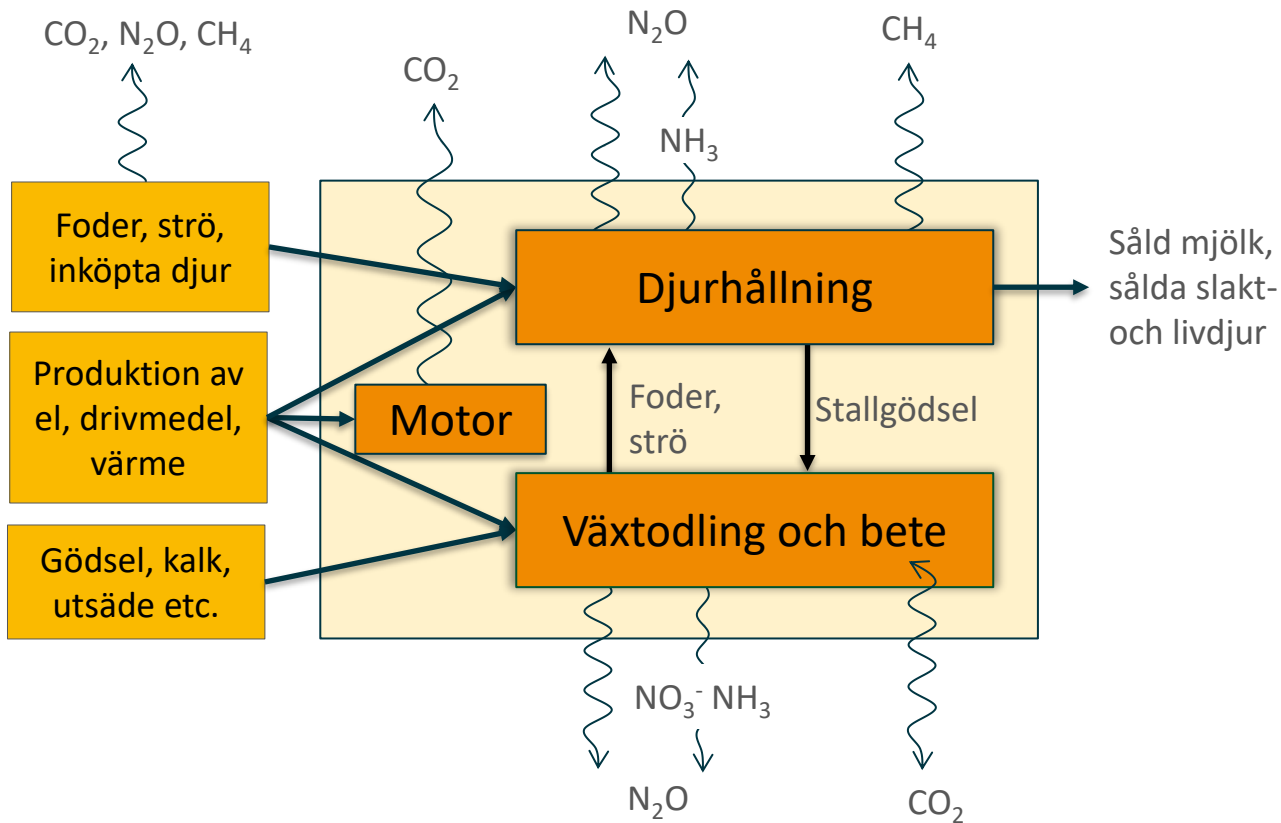 CO₂, N₂O, CH₄
N₂O
CH₄
CO₂
NH₃
Foder, strö,
inköpta djur
Djurhållning
Såld mjölk,
sålda slakt-
och livdjur
Produktion av
el, drivmedel,
värme
Motor
Foder,
strö
Stallgödsel
Gödsel, kalk,
utsäde etc.
Växtodling och bete
NO₃⁻ NH₃
N₂O
CO₂